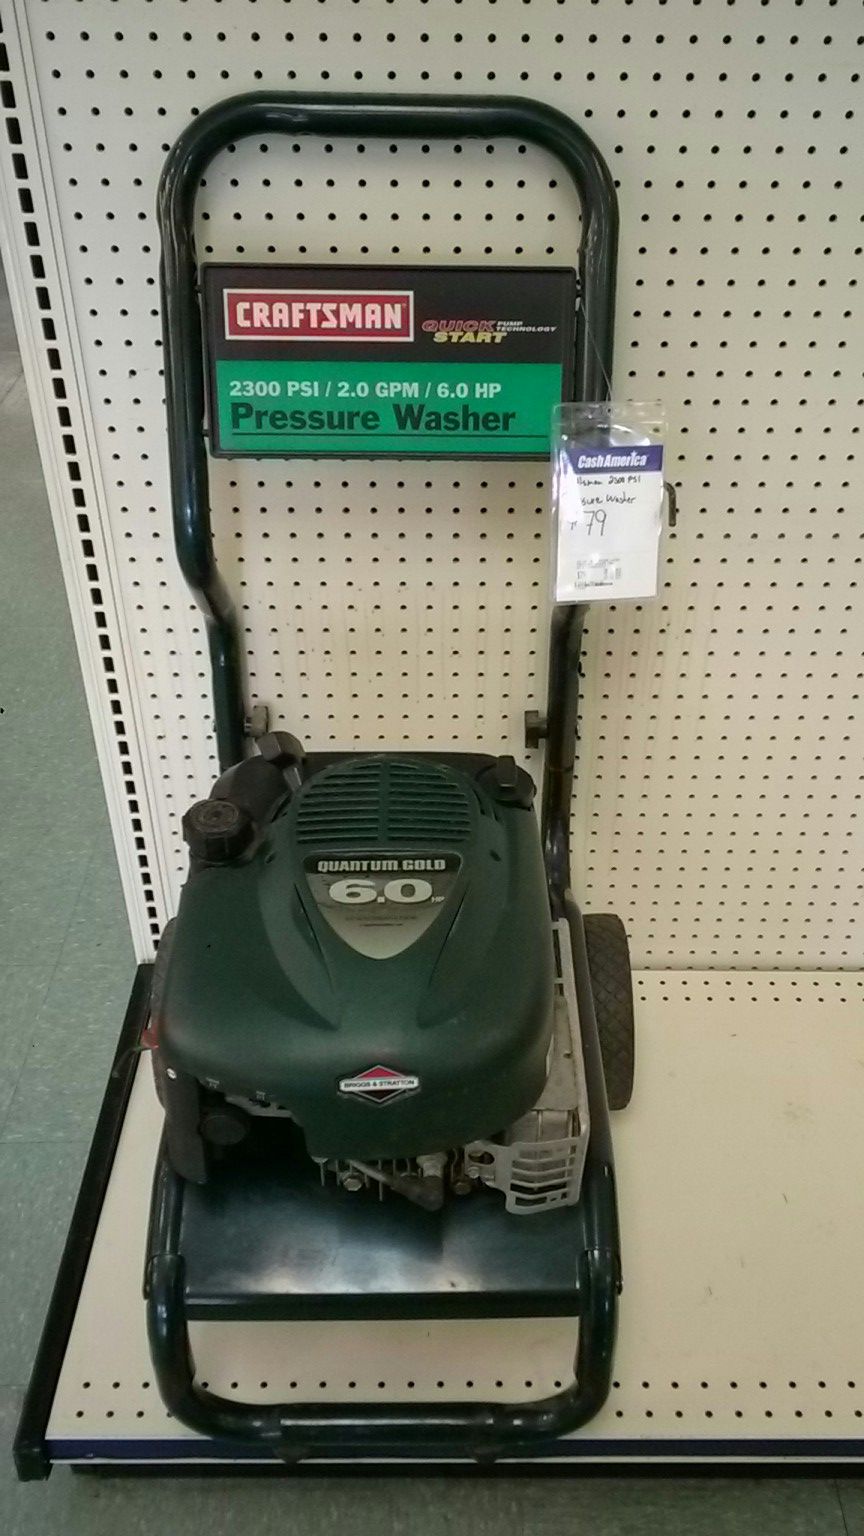 CRAFTSMAN
QUICK START PUMP TECHNOLOGY
2300 PSI / 2.0 GPM / 6.0 HP
Pressure Washer
CashAmerica
2300 PSI
Washer
79
QUANTUM GOLD
6.0 HP
BRIGGS & STRATTON